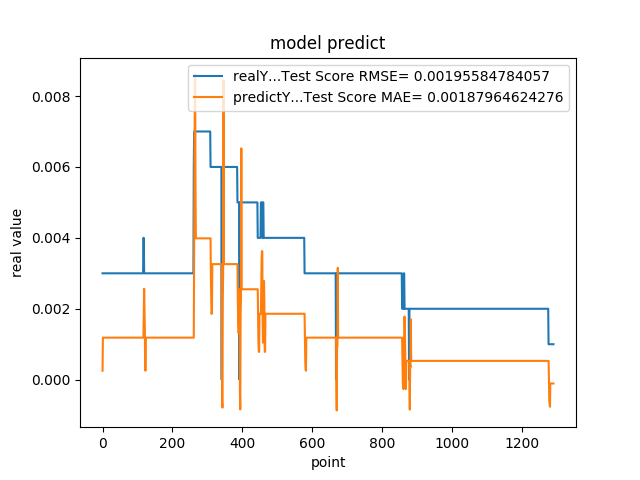 model predict
realY...Test Score RMSE= 0.00195584784057
predictY...Test Score MAE= 0.00187964624276
0.008
0.006
0.004
0.002
0.000
real value
0 200 400 600 800 1000 1200
point